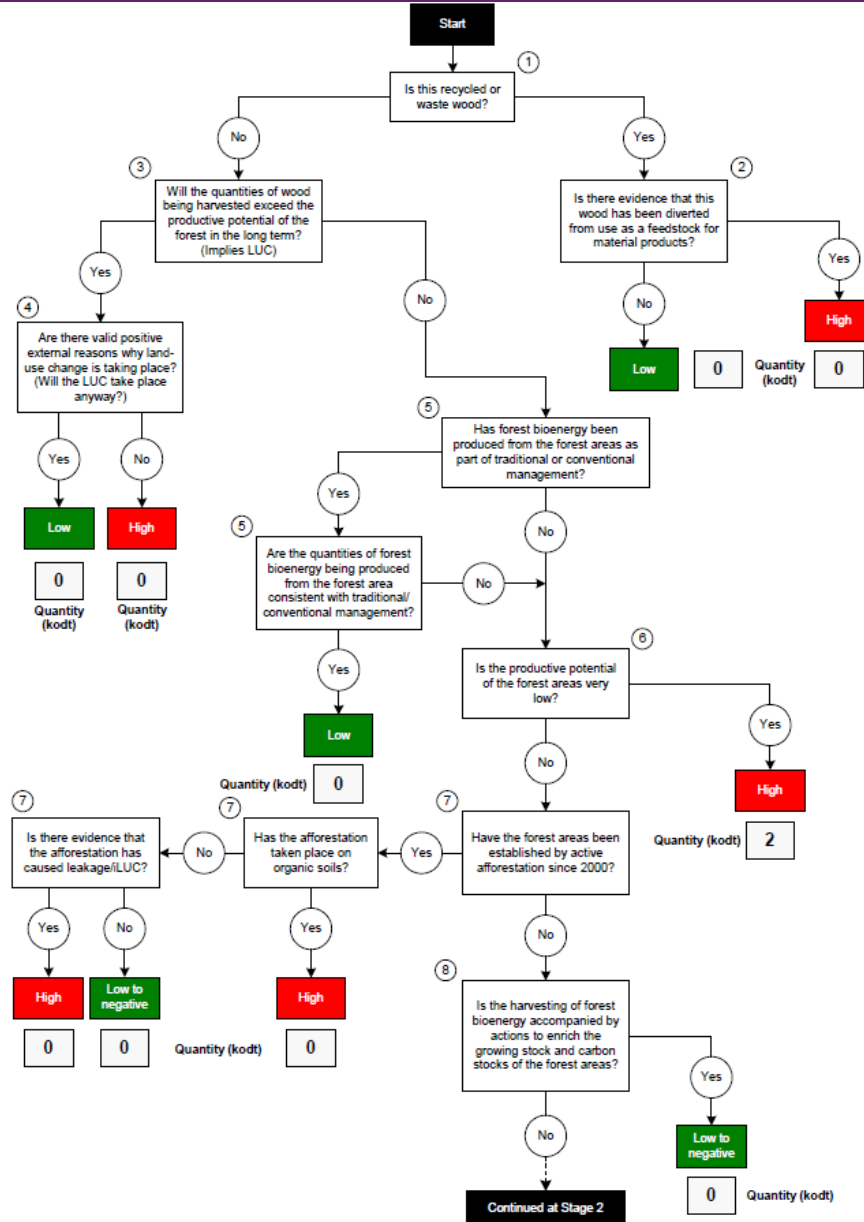 Start
1
Is this recycled or
waste wood?
No
Yes
3
2
Will the quantities of wood
being harvested exceed the
productive potential of the
forest in the long term?
(Implies LUC)
Is there evidence that this
wood has been diverted
from use as a feedstock for
material products?
Yes
No
No
Yes
4
Are there valid positive
external reasons why land-
use change is taking place?
(Will the LUC take place
anyway?)
High
Low
0
Quantity
(kodt)
0
5
Has forest bioenergy been
produced from the forest areas as
part of traditional or conventional
management?
Yes
No
Yes
No
Low
High
5
Are the quantities of forest
bioenergy being produced
from the forest area
consistent with traditional/
conventional management?
No
0
0
Quantity
(kodt)
Quantity
(kodt)
6
Is the productive potential
of the forest areas very
low?
Yes
Yes
Low
No
High
Quantity (kodt)
0
7
Is there evidence that
the afforestation has
caused leakage/iLUC?
No
7
Has the afforestation
taken place on
organic soils?
Yes
7
Have the forest areas been
established by active
afforestation since 2000?
Quantity (kodt)
2
Yes
No
Yes
No
High
Low to
negative
High
8
Is the harvesting of forest
bioenergy accompanied by
actions to enrich the
growing stock and carbon
stocks of the forest areas?
0
0
Quantity (kodt)
0
Yes
No
Low to
negative
0
Quantity (kodt)
Continued at Stage 2